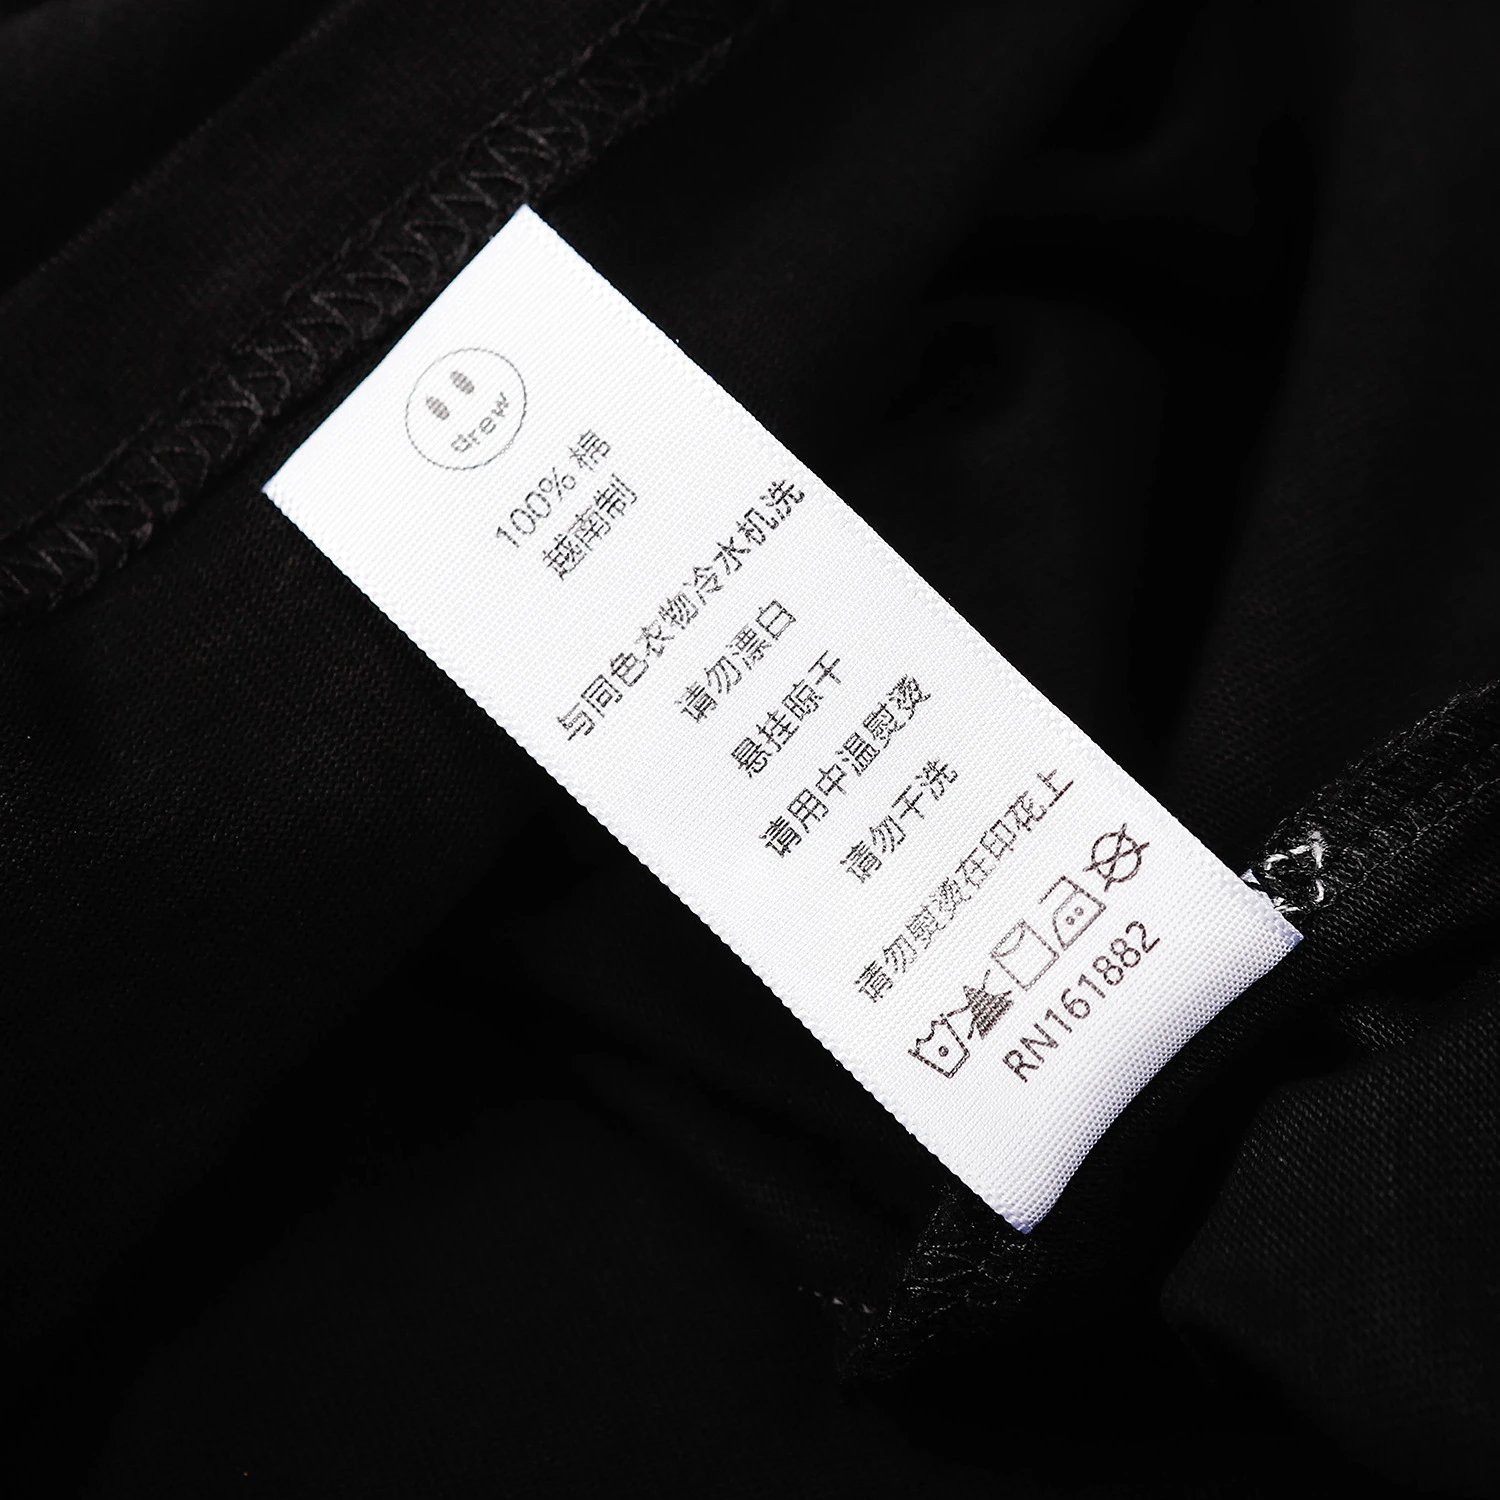 drew
100% 棉
越南制
与同色衣物冷水机洗
请勿漂白
悬挂晾干
请用中温熨烫
请勿干洗
请勿熨烫在印花上
RN161882